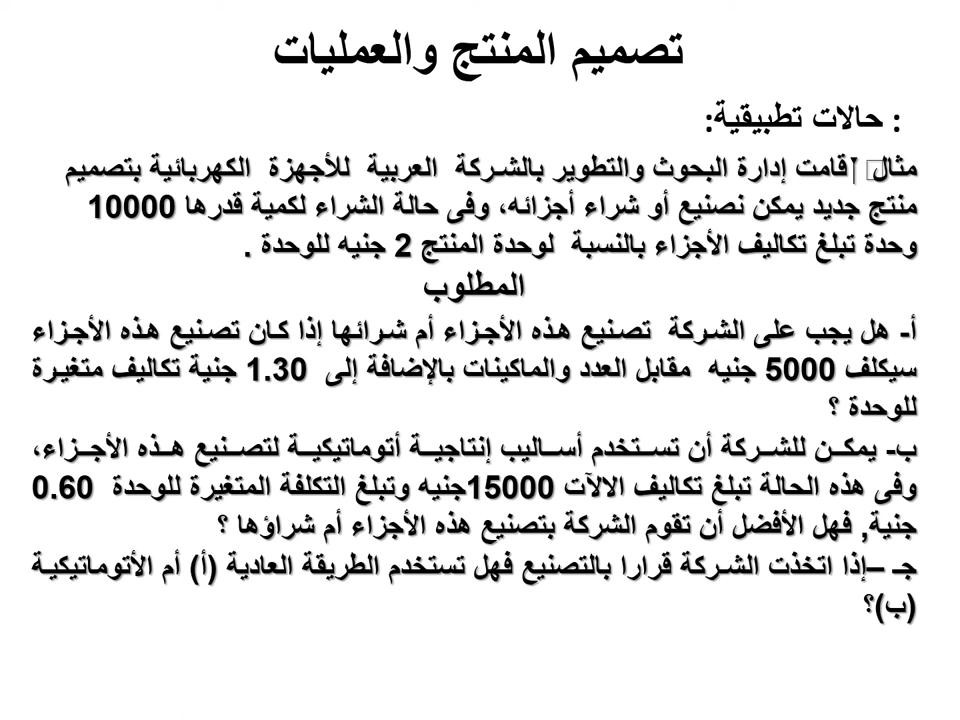 تصميم المنتج والعمليات
: حالات تطبيقية:
مثال 1 قامت إدارة البحوث والتطوير بالشركة العربية للأجهزة الكهربائية بتصميم
منتج جديد يمكن نصنيع أو شراء أجزائه، وفى حالة الشراء لكمية قدرها 10000
وحدة تبلغ تكاليف الأجزاء بالنسبة لوحدة المنتج 2 جنيه للوحدة .
المطلوب
أ- هل يجب على الشركة تصنيع هذه الأجزاء أم شرائها إذا كان تصنيع هذه الأجزاء
سيكلف 5000 جنيه مقابل العدد والماكينات بالإضافة إلى 1.30 جنية تكاليف متغيرة
للوحدة ؟
ب- يمكن للشركة أن تستخدم أساليب إنتاجية أتوماتيكية لتصنيع هذه الأجزاء،
وفى هذه الحالة تبلغ تكاليف الالآت 15000جنيه وتبلغ التكلفة المتغيرة للوحدة 0.60
جنية, فهل الأفضل أن تقوم الشركة بتصنيع هذه الأجزاء أم شراؤها ؟
جـ –إذا اتخذت الشركة قرارا بالتصنيع فهل تستخدم الطريقة العادية (أ) أم الأتوماتيكية
(ب)؟